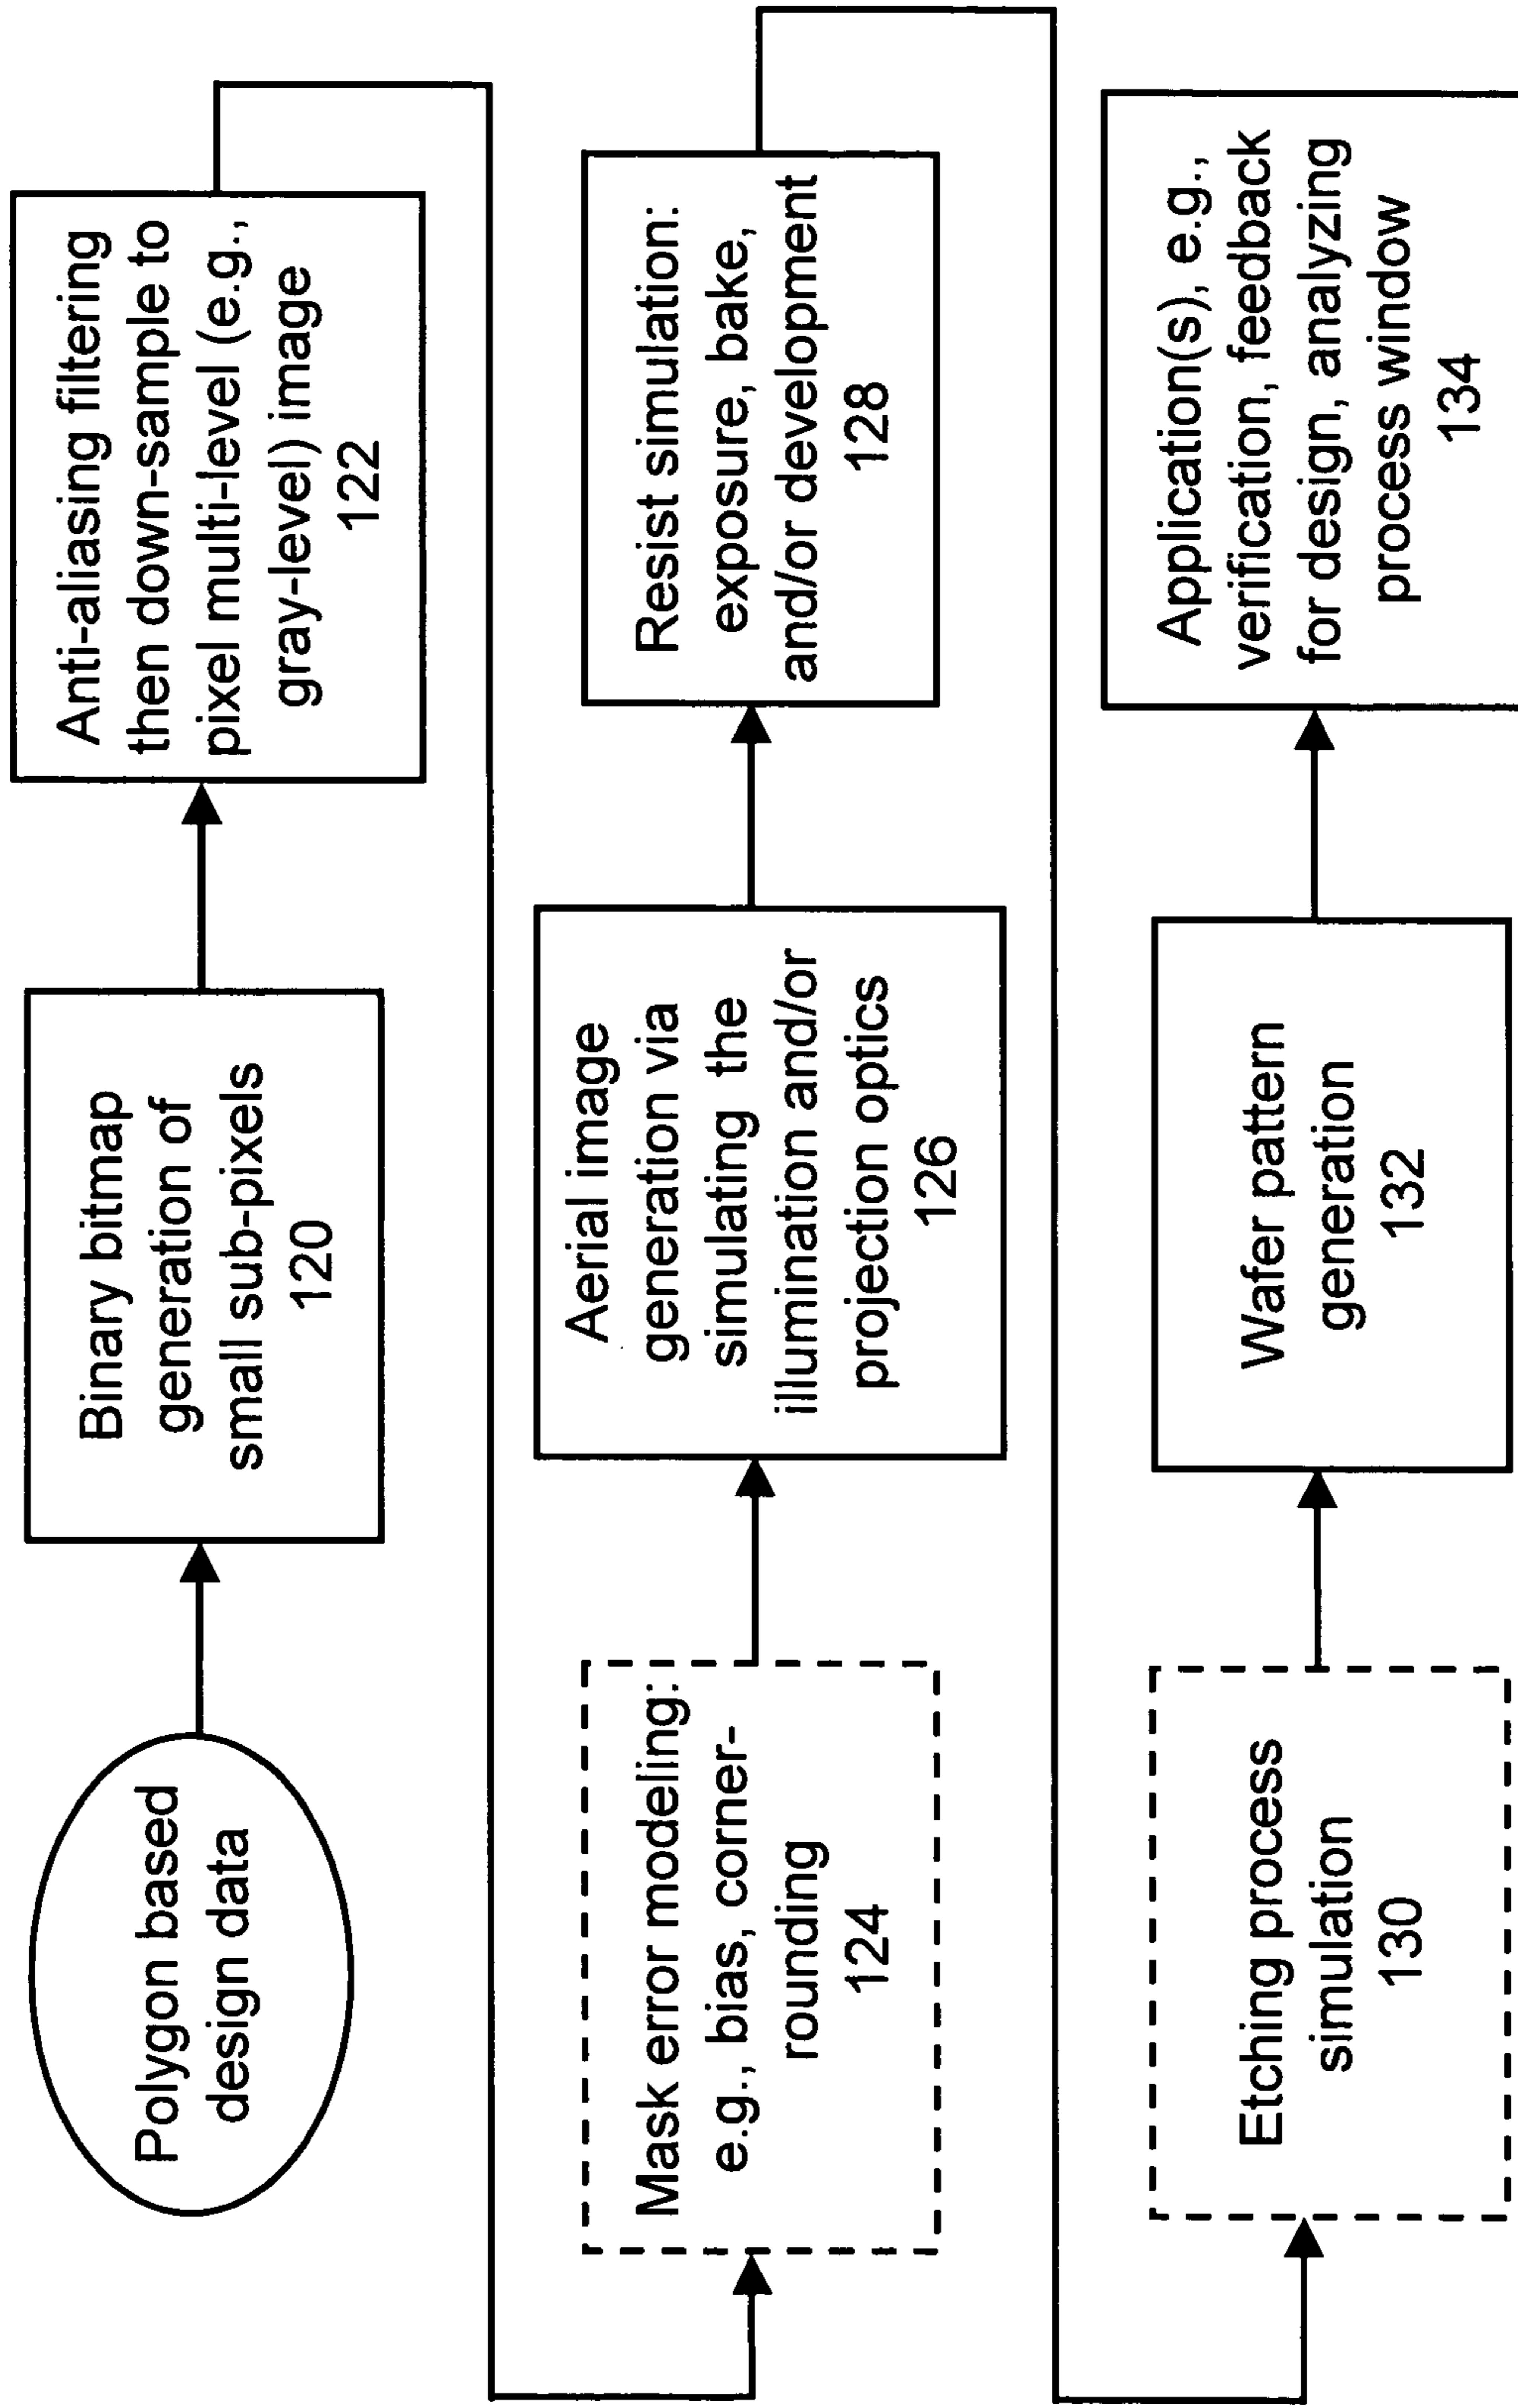 Polygon based
design data
Binary bitmap
generation of
small sub-pixels
120
Anti-aliasing filtering
then down-sample to
pixel multi-level (e.g.,
gray-level) image
122
Mask error modeling:
e.g., bias, corner-
rounding
124
Aerial image
generation via
simulating the
illumination and/or
projection optics
126
Resist simulation:
exposure, bake,
and/or development
128
Etching process
simulation
130
Wafer pattern
generation
132
Application(s), e.g.,
verification, feedback
for design, analyzing
process window
134